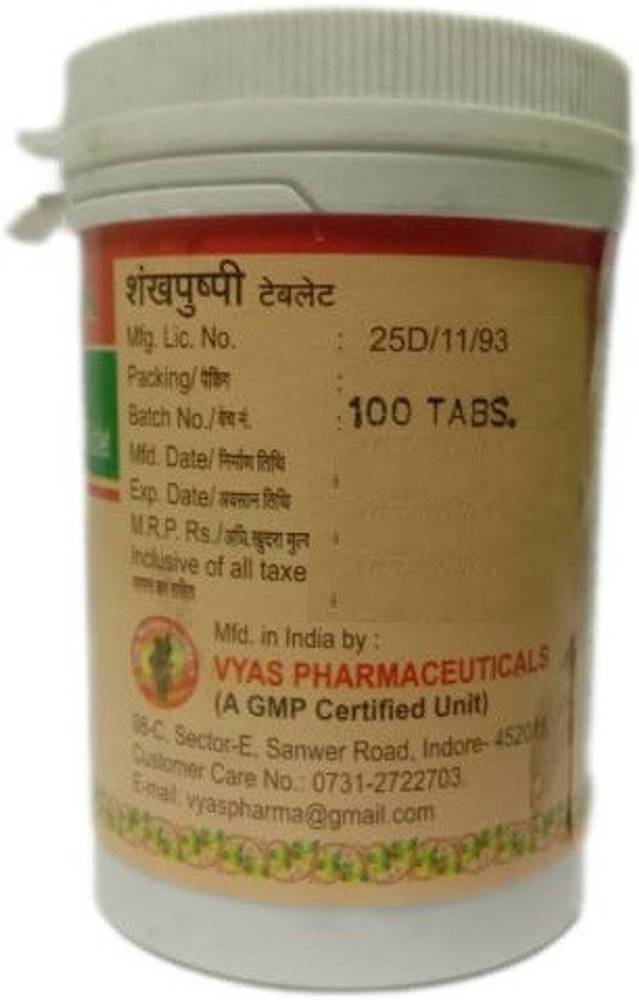 शंखपुष्पी टेबलेट
Mfg. Lic. No. : 25D/11/93
Packing/ पैकिंग :
Batch No./ बेच नं. : 100 TABS.
Mfd. Date/ निर्माण तिथि :
Exp. Date/ अवसान तिथि :
M.R.P. Rs./अधि.खुदरा मुल्य :
Inclusive of all taxe
Mfd. in India by :
VYAS PHARMACEUTICALS
(A GMP Certified Unit)
Sector-E, Sanwer Road, Indore-
Customer Care No.: 0731-2722703
E-mail: vyaspharma@gmail.com